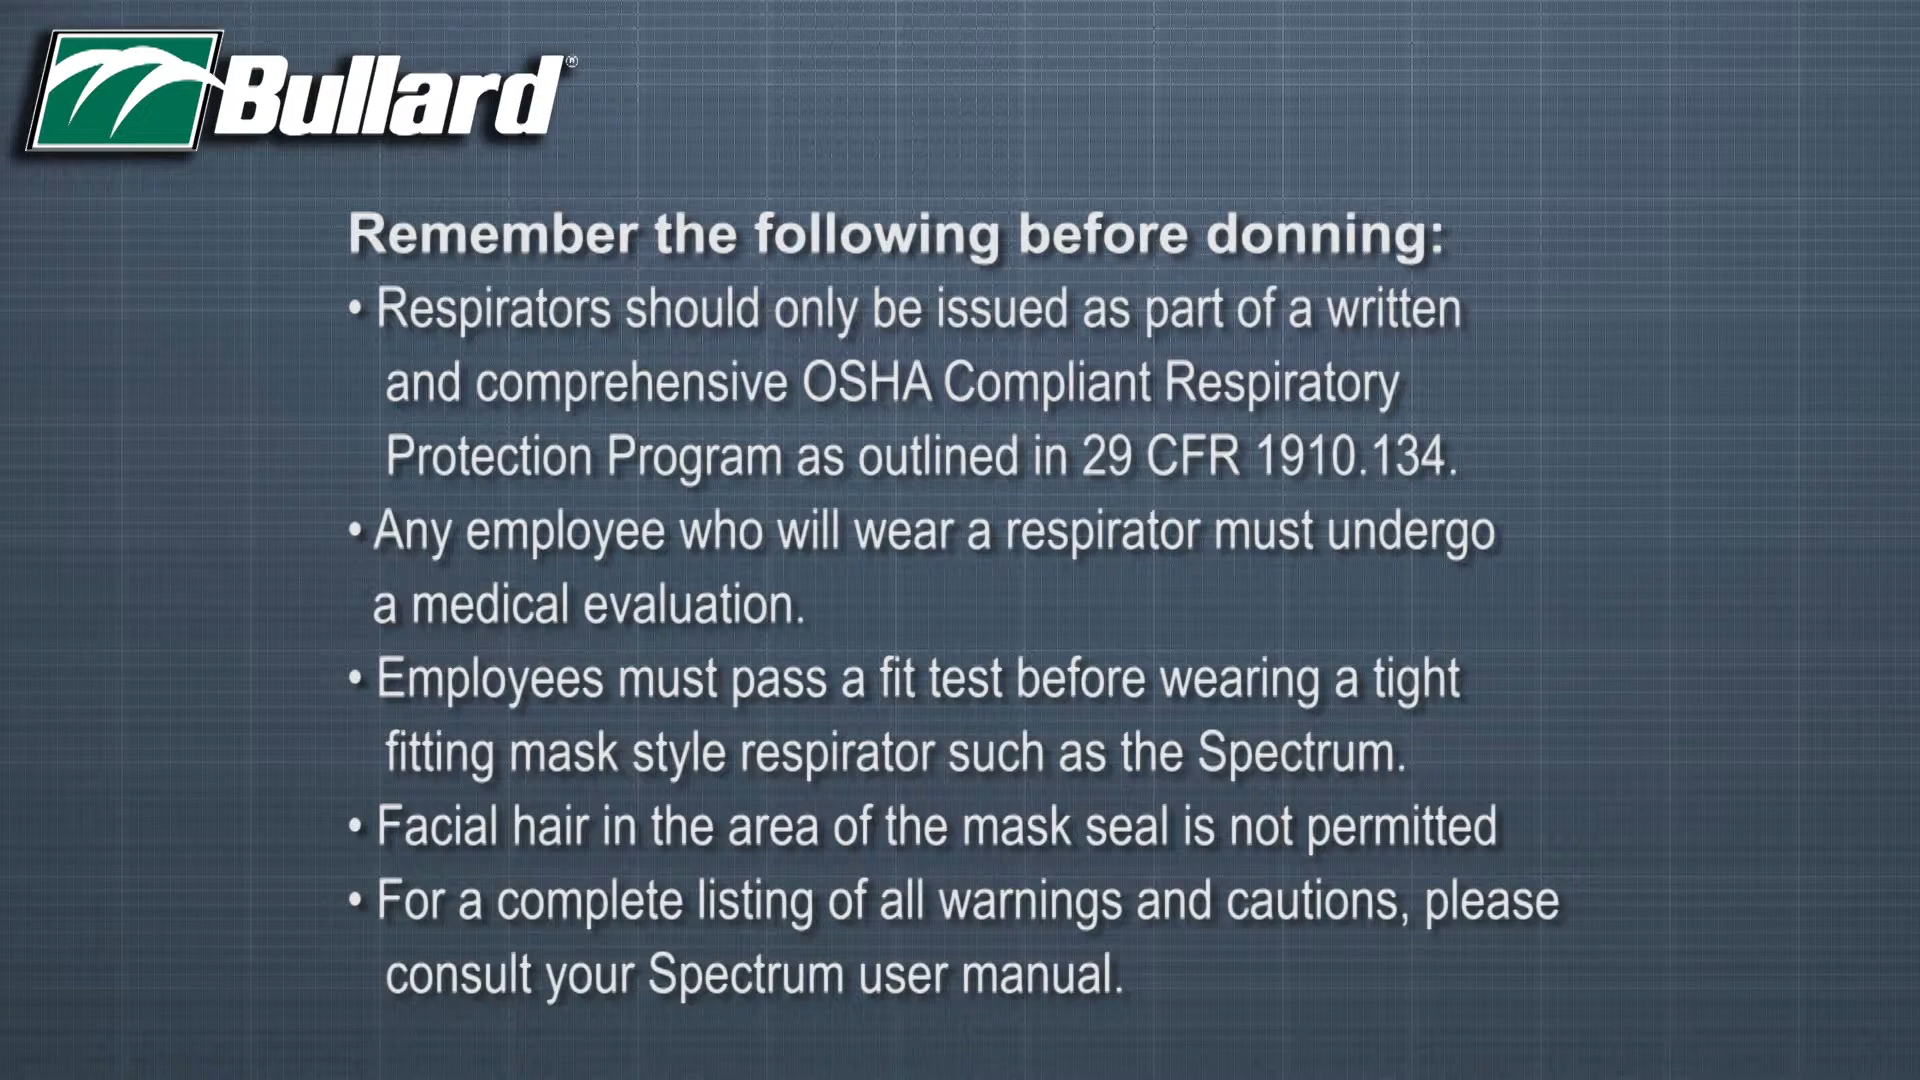 Bullard®
Remember the following before donning:
• Respirators should only be issued as part of a written
and comprehensive OSHA Compliant Respiratory
Protection Program as outlined in 29 CFR 1910.134.
• Any employee who will wear a respirator must undergo
a medical evaluation.
• Employees must pass a fit test before wearing a tight
fitting mask style respirator such as the Spectrum.
• Facial hair in the area of the mask seal is not permitted
• For a complete listing of all warnings and cautions, please
consult your Spectrum user manual.